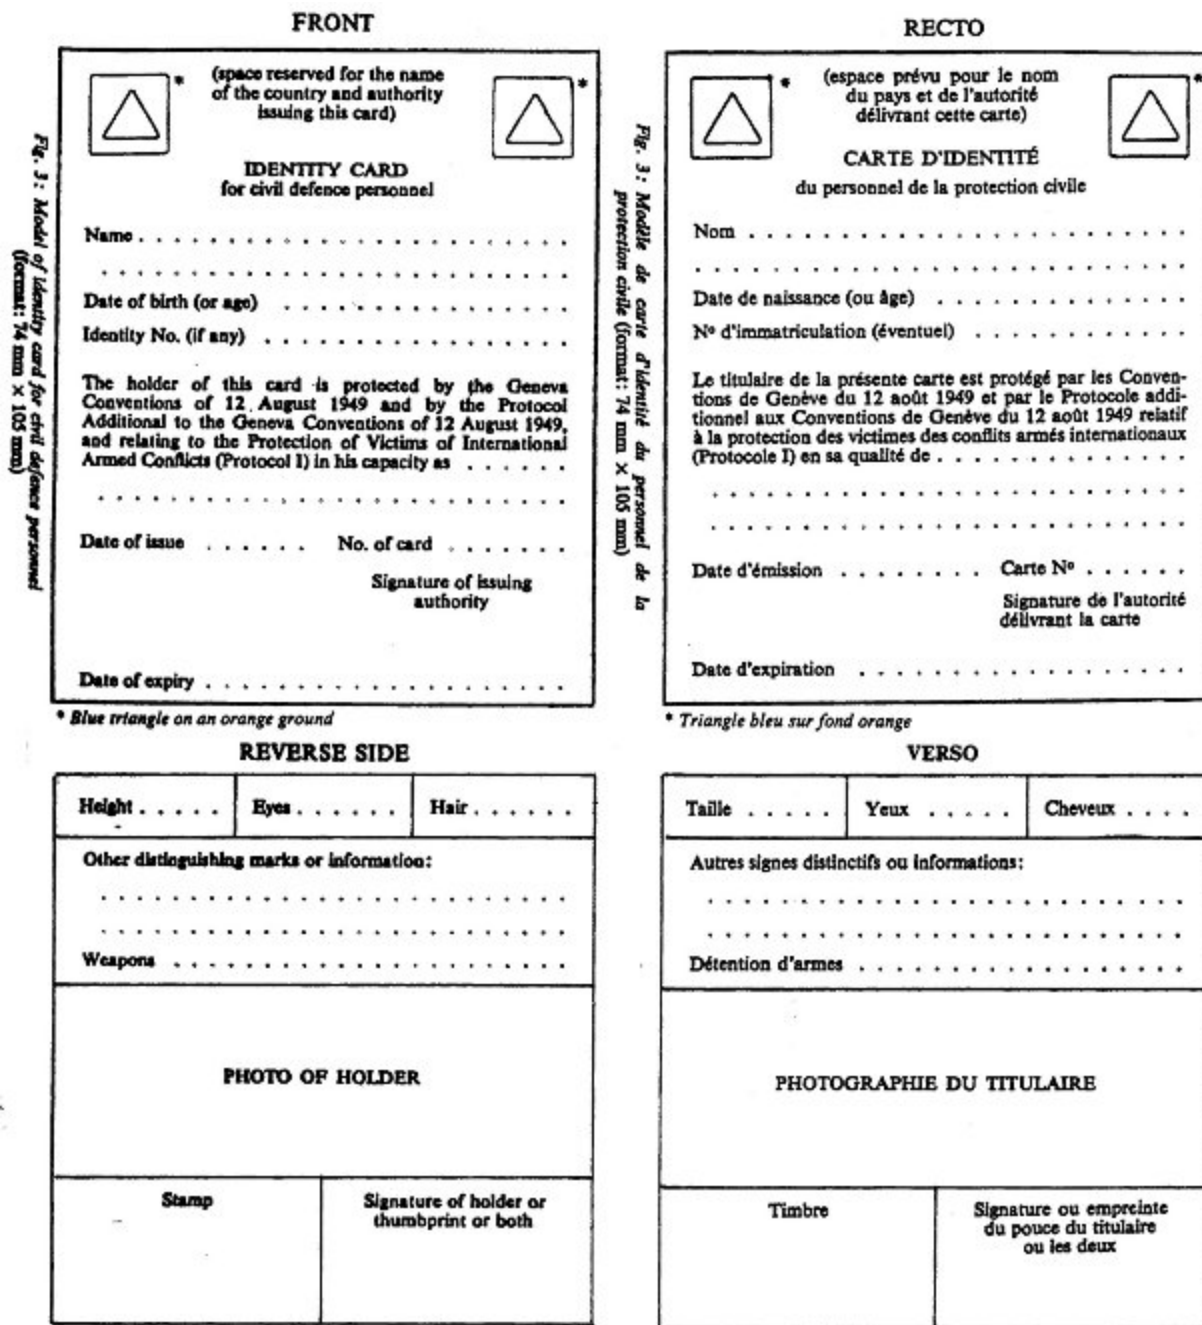 FRONT
*
(space reserved for the name
of the country and authority
issuing this card)
*
IDENTITY CARD
for civil defence personnel
Name . . . . . . . . . . . . . . . . . . . . . . . .
. . . . . . . . . . . . . . . . . . . . . . . . . .
Date of birth (or age) . . . . . . . . . . . . . . . .
Identity No. (if any) . . . . . . . . . . . . . . . . .
The holder of this card is protected by the Geneva
Conventions of 12 August 1949 and by the Protocol
Additional to the Geneva Conventions of 12 August 1949,
and relating to the Protection of Victims of International
Armed Conflicts (Protocol I) in his capacity as . . . . . .
. . . . . . . . . . . . . . . . . . . . . . . . . .
Date of issue . . . . . . No. of card . . . . . . .
Signature of issuing
authority
Date of expiry . . . . . . . . . . . . . . . . . . . .
* Blue triangle on an orange ground
Fig. 3: Model of identity card for civil defence personnel
(format: 74 mm × 105 mm)
REVERSE SIDE
Height . . . . . Eyes . . . . . . Hair . . . . . .
Other distinguishing marks or information:
. . . . . . . . . . . . . . . . . . . . . . . . . .
. . . . . . . . . . . . . . . . . . . . . . . . . .
Weapons . . . . . . . . . . . . . . . . . . . . . .
PHOTO OF HOLDER
Stamp
Signature of holder or
thumbprint or both
RECTO
*
(espace prévu pour le nom
du pays et de l'autorité
délivrant cette carte)
*
CARTE D'IDENTITÉ
du personnel de la protection civile
Nom . . . . . . . . . . . . . . . . . . . . . . . .
. . . . . . . . . . . . . . . . . . . . . . . . . .
Date de naissance (ou âge) . . . . . . . . . . . . . .
Nº d'immatriculation (éventuel) . . . . . . . . . . . . .
Le titulaire de la présente carte est protégé par les Conven-
tions de Genève du 12 août 1949 et par le Protocole addi-
tionnel aux Conventions de Genève du 12 août 1949 relatif
à la protection des victimes des conflits armés internationaux
(Protocole I) en sa qualité de . . . . . . . . . . . . . .
. . . . . . . . . . . . . . . . . . . . . . . . . .
. . . . . . . . . . . . . . . . . . . . . . . . . .
Date d'émission . . . . . . . . Carte Nº . . . . . .
Signature de l'autorité
délivrant la carte
Date d'expiration . . . . . . . . . . . . . . . . . .
* Triangle bleu sur fond orange
Fig. 3: Modèle de carte d'identité du personnel de la
protection civile (format: 74 mm × 105 mm)
VERSO
Taille . . . . . Yeux . . . . . Cheveux . . . .
Autres signes distinctifs ou informations:
. . . . . . . . . . . . . . . . . . . . . . . . . .
. . . . . . . . . . . . . . . . . . . . . . . . . .
Détention d'armes . . . . . . . . . . . . . . . . . .
PHOTOGRAPHIE DU TITULAIRE
Timbre
Signature ou empreinte
du pouce du titulaire
ou les deux